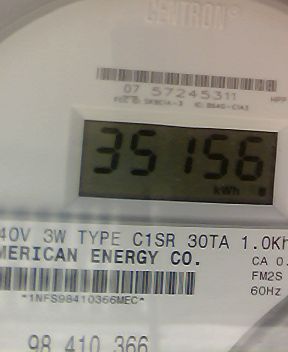 CENTRON®
07 57245311
35156
kWh
40V 3W TYPE C1SR 30TA 1.0Kh
MERICAN ENERGY CO.
CA 0.
FM2S
60Hz
*1NFS98410366MEC*
98 410 366